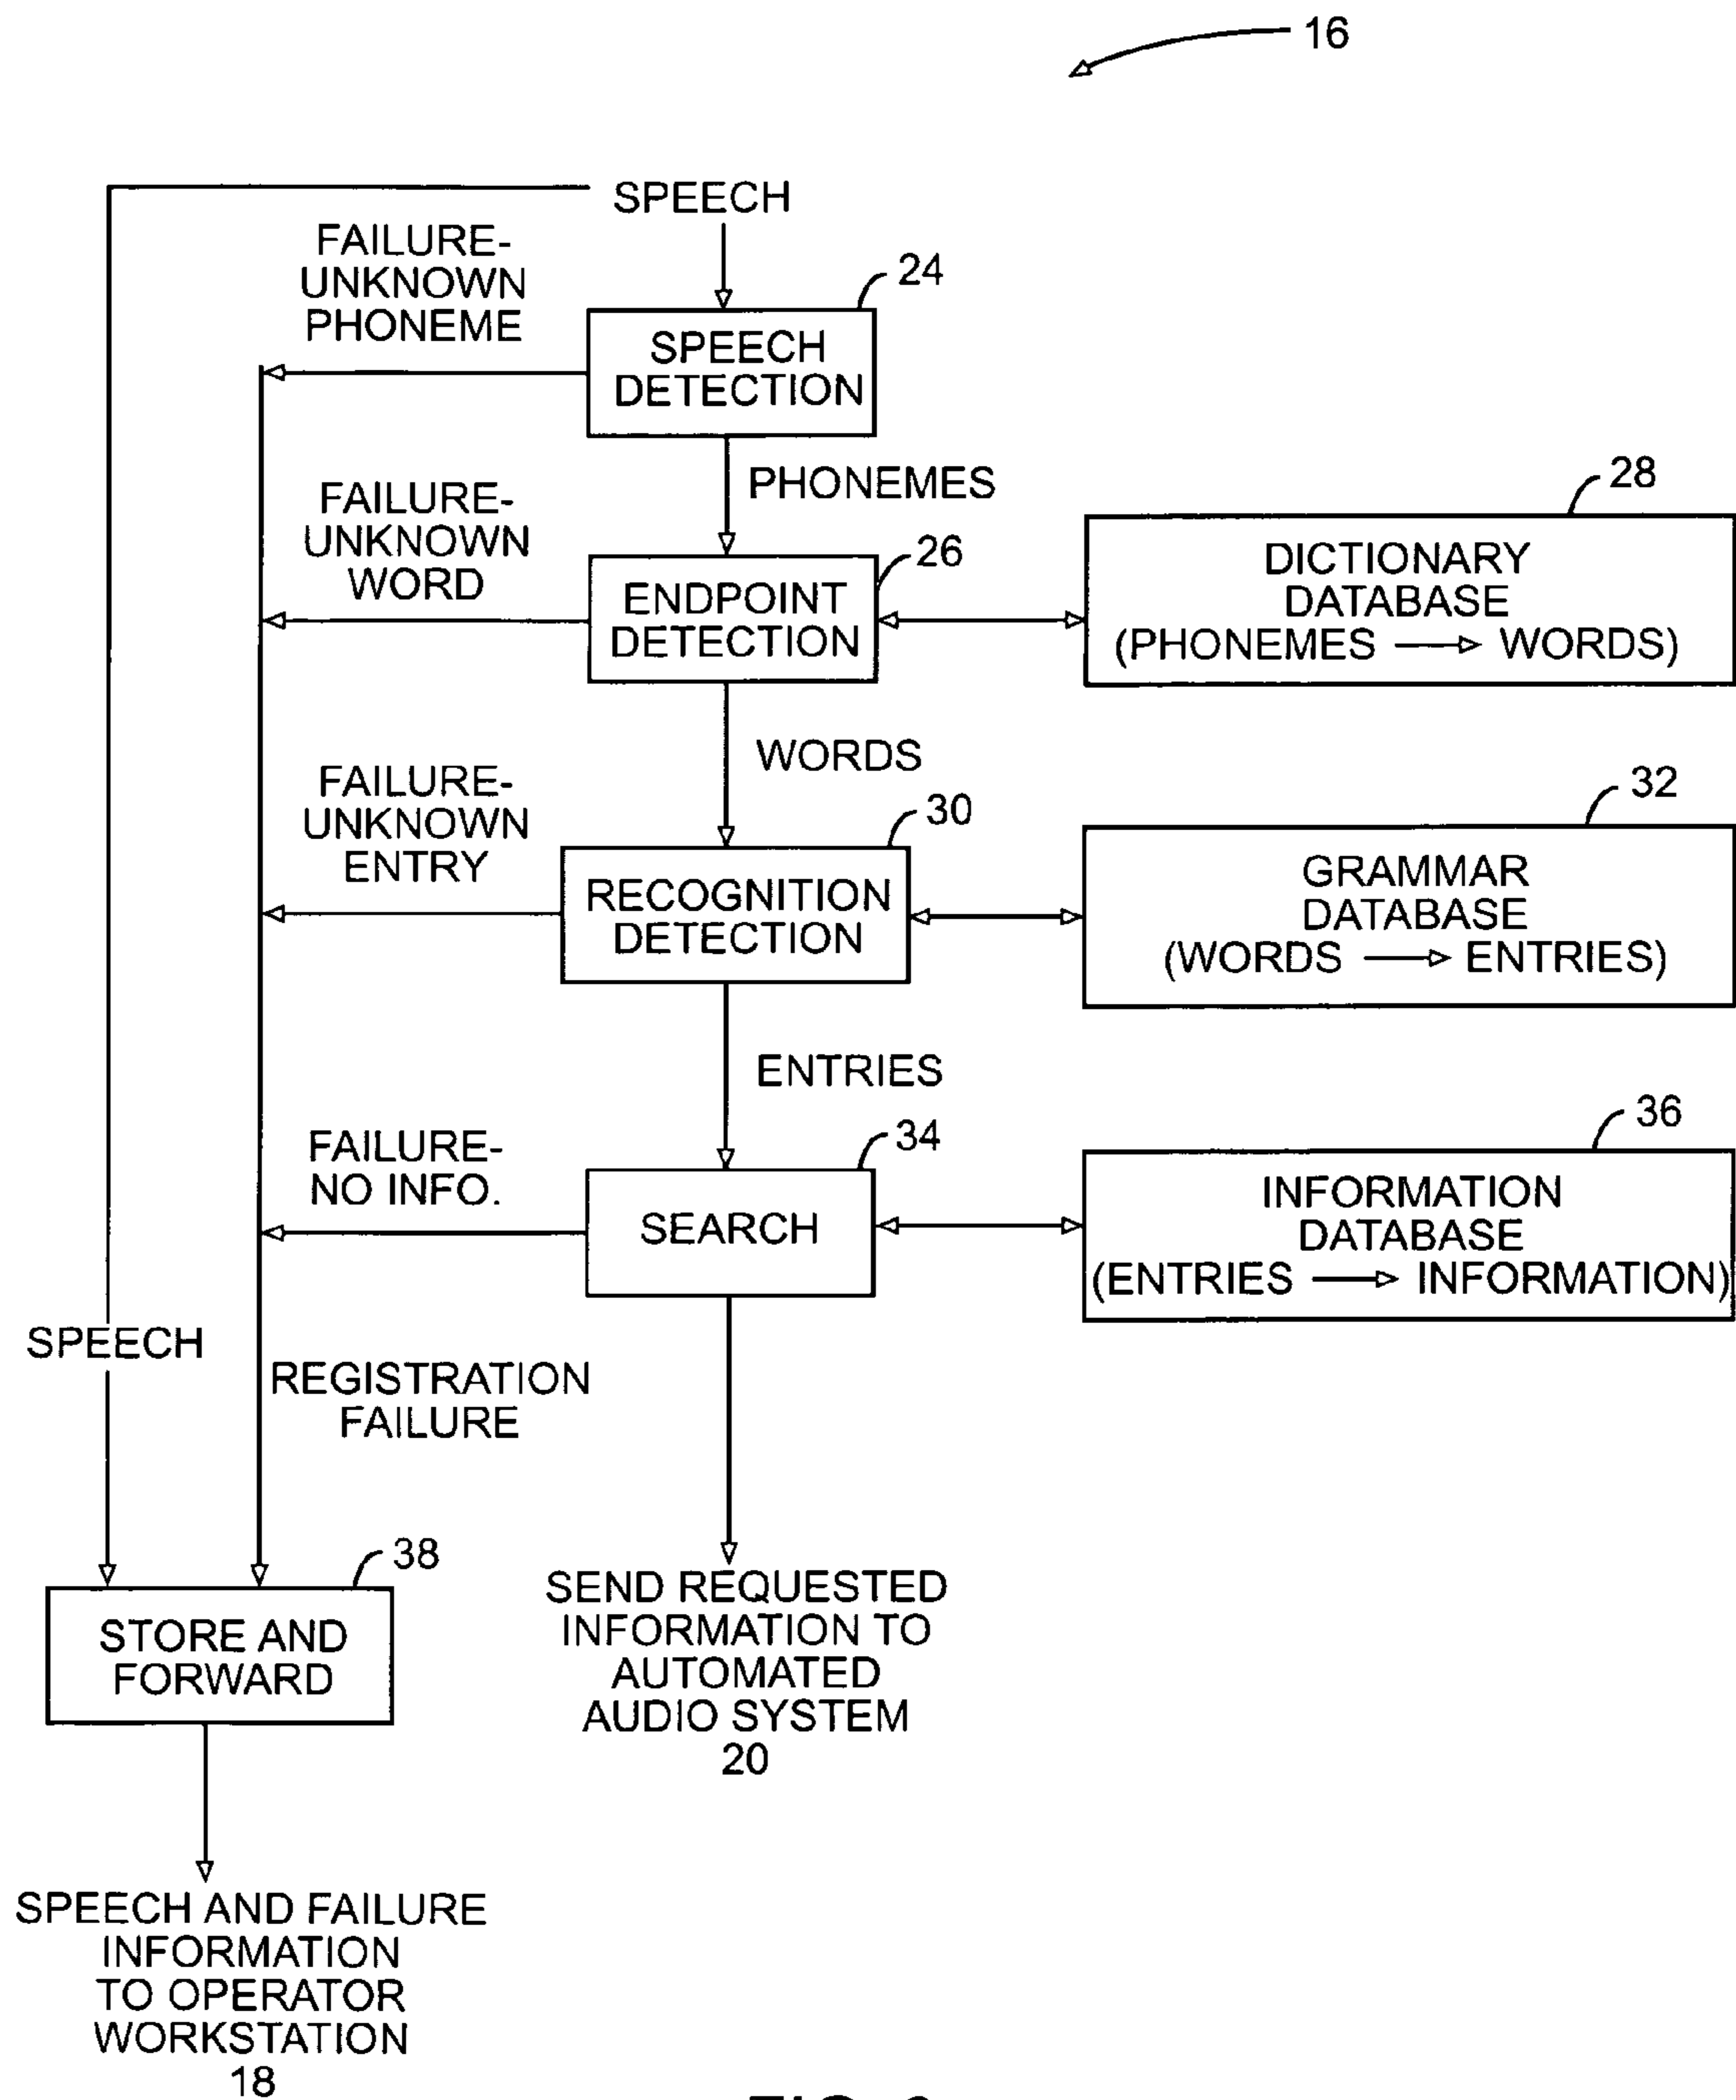 16
SPEECH
FAILURE-
UNKNOWN
PHONEME
24
SPEECH
DETECTION
PHONEMES
FAILURE-
UNKNOWN
WORD
26
ENDPOINT
DETECTION
28
DICTIONARY
DATABASE
(PHONEMES → WORDS)
WORDS
FAILURE-
UNKNOWN
ENTRY
30
RECOGNITION
DETECTION
32
GRAMMAR
DATABASE
(WORDS → ENTRIES)
ENTRIES
FAILURE-
NO INFO.
34
SEARCH
36
INFORMATION
DATABASE
(ENTRIES → INFORMATION)
SPEECH
REGISTRATION
FAILURE
38
STORE AND
FORWARD
SEND REQUESTED
INFORMATION TO
AUTOMATED
AUDIO SYSTEM
20
SPEECH AND FAILURE
INFORMATION
TO OPERATOR
WORKSTATION
18